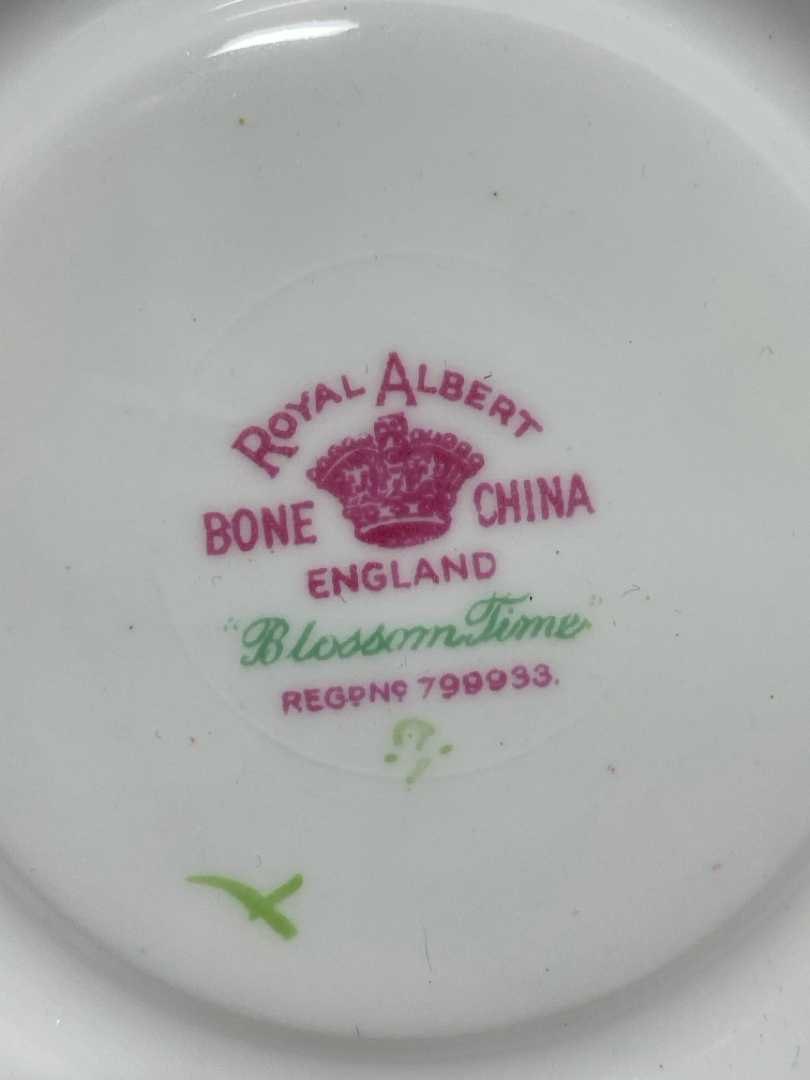 ROYAL ALBERT
BONE CHINA
ENGLAND
"Blossom Time"
REGD NO 799933.